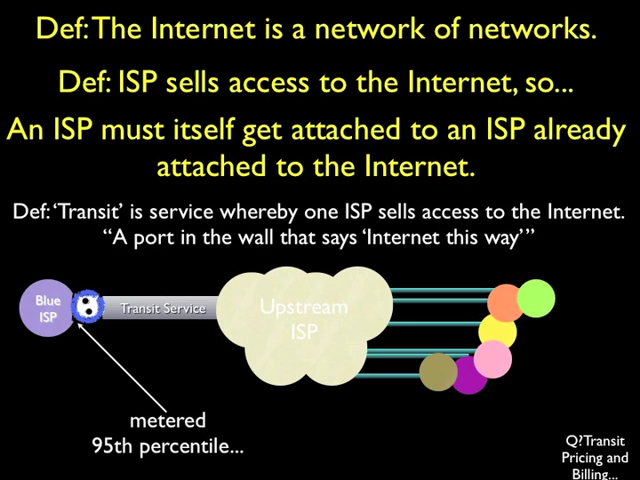 Def: The Internet is a network of networks.
Def: ISP sells access to the Internet, so...
An ISP must itself get attached to an ISP already
attached to the Internet.
Def: ‘Transit’ is service whereby one ISP sells access to the Internet.
“A port in the wall that says ‘Internet this way’”
Blue
ISP
Transit Service
Upstream
ISP
metered
95th percentile...
Q?Transit
Pricing and
Billing...